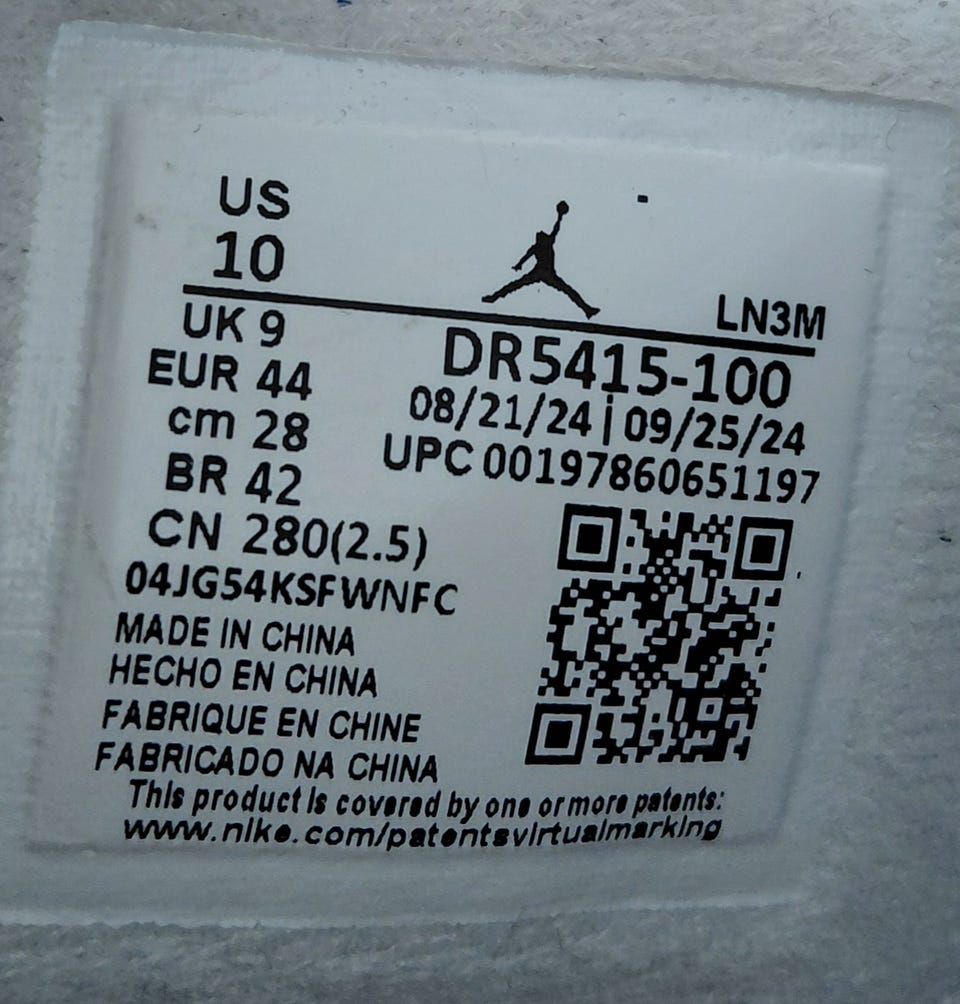 US
10
LN3M
UK 9
EUR 44
cm 28
BR 42
CN 280(2.5)
DR5415-100
08/21/24 | 09/25/24
UPC 00197860651197
04JG54KSFWNFC
MADE IN CHINA
HECHO EN CHINA
FABRIQUE EN CHINE
FABRICADO NA CHINA
This product is covered by one or more patents:
www.nike.com/patentsvirtualmarking